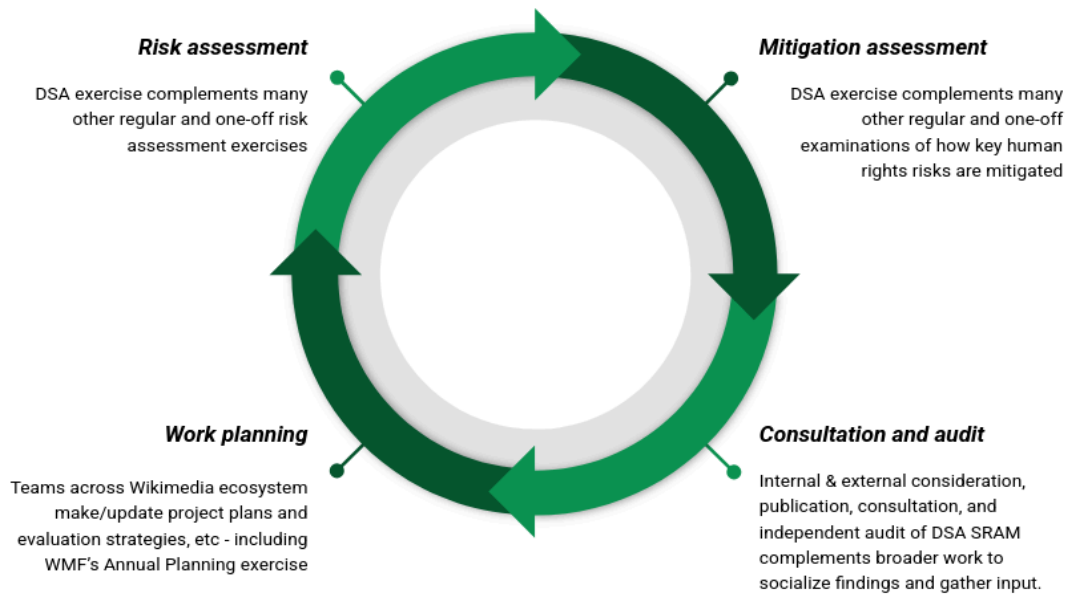 Risk assessment
DSA exercise complements many
other regular and one-off risk
assessment exercises
Mitigation assessment
DSA exercise complements many
other regular and one-off
examinations of how key human
rights risks are mitigated
Work planning
Teams across Wikimedia ecosystem
make/update project plans and
evaluation strategies, etc - including
WMF's Annual Planning exercise
Consultation and audit
Internal & external consideration,
publication, consultation, and
independent audit of DSA SRAM
complements broader work to
socialize findings and gather input.